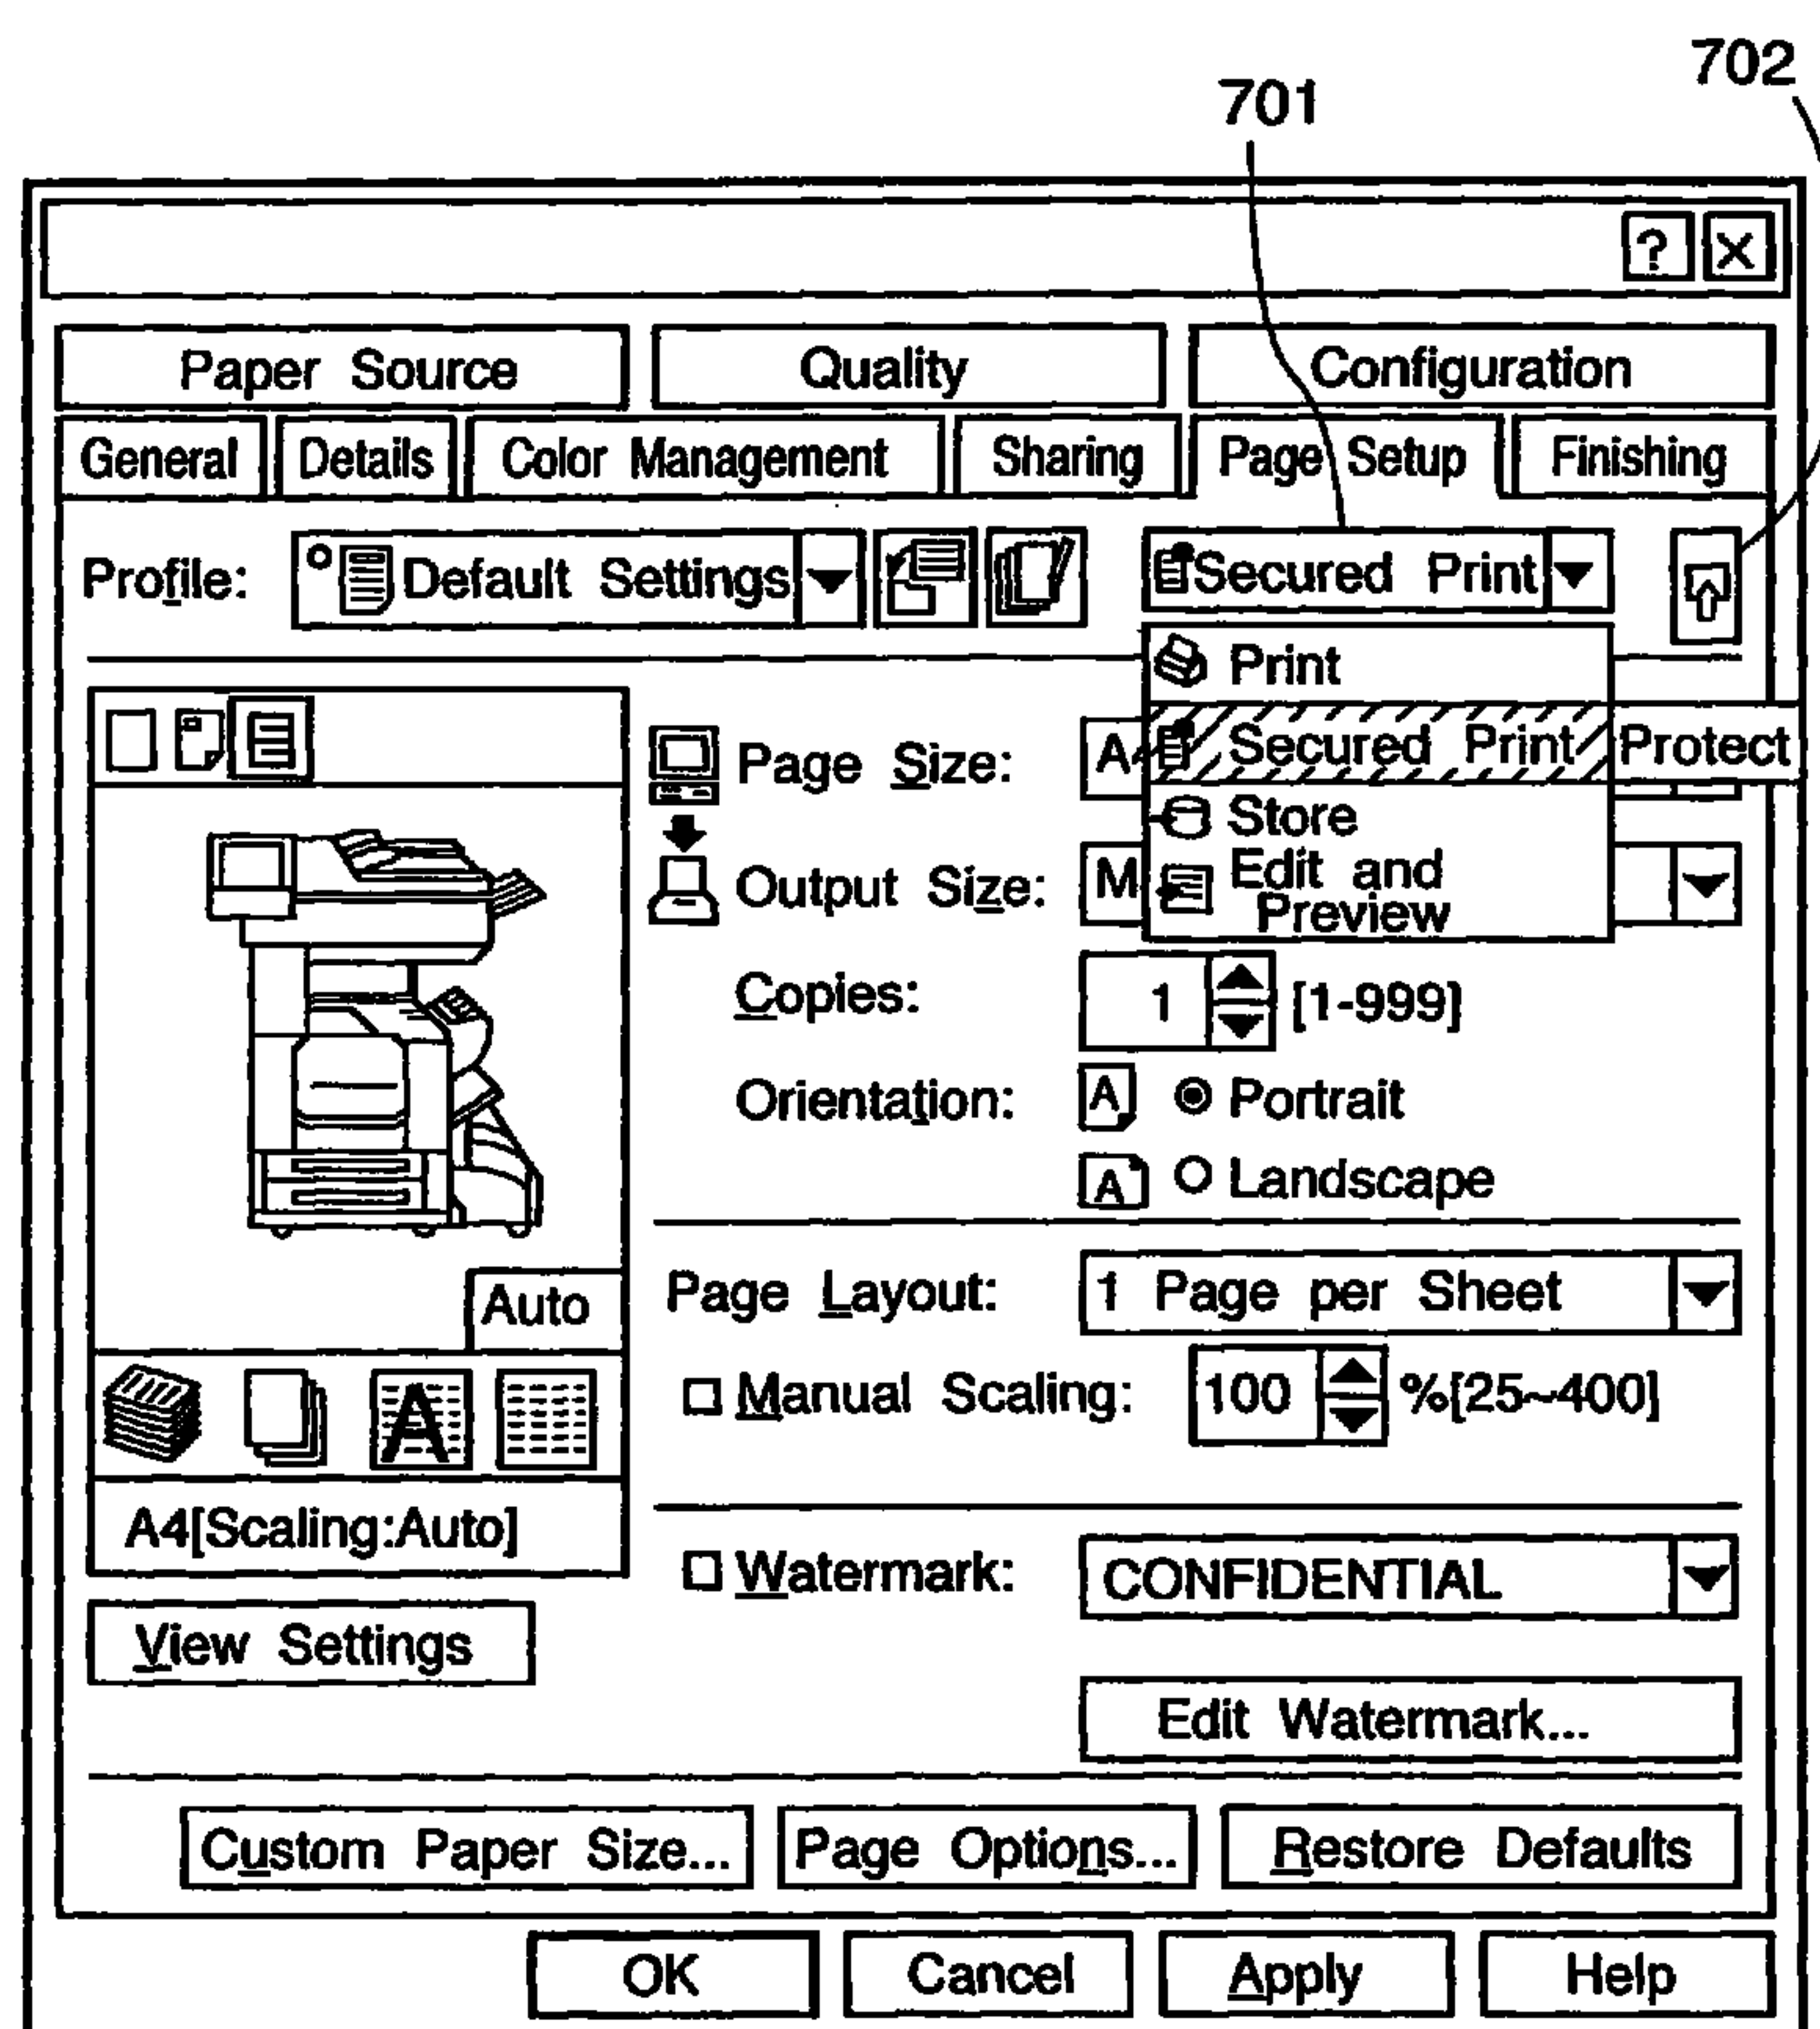 702
701
?
Paper Source Quality Configuration
General Details Color Management Sharing Page Setup Finishing
Profile: Default Settings Secured Print
Print
Secured Print Protect
Page Size: A
Store
Output Size: M
Edit and
Preview
Copies: 1 [1-999]
Orientation: A Portrait
A Landscape
Auto
Page Layout: 1 Page per Sheet
A
Manual Scaling: 100 %[25~400]
A4[Scaling:Auto]
Watermark: CONFIDENTIAL
View Settings
Edit Watermark...
Custom Paper Size... Page Options... Restore Defaults
OK Cancel Apply Help